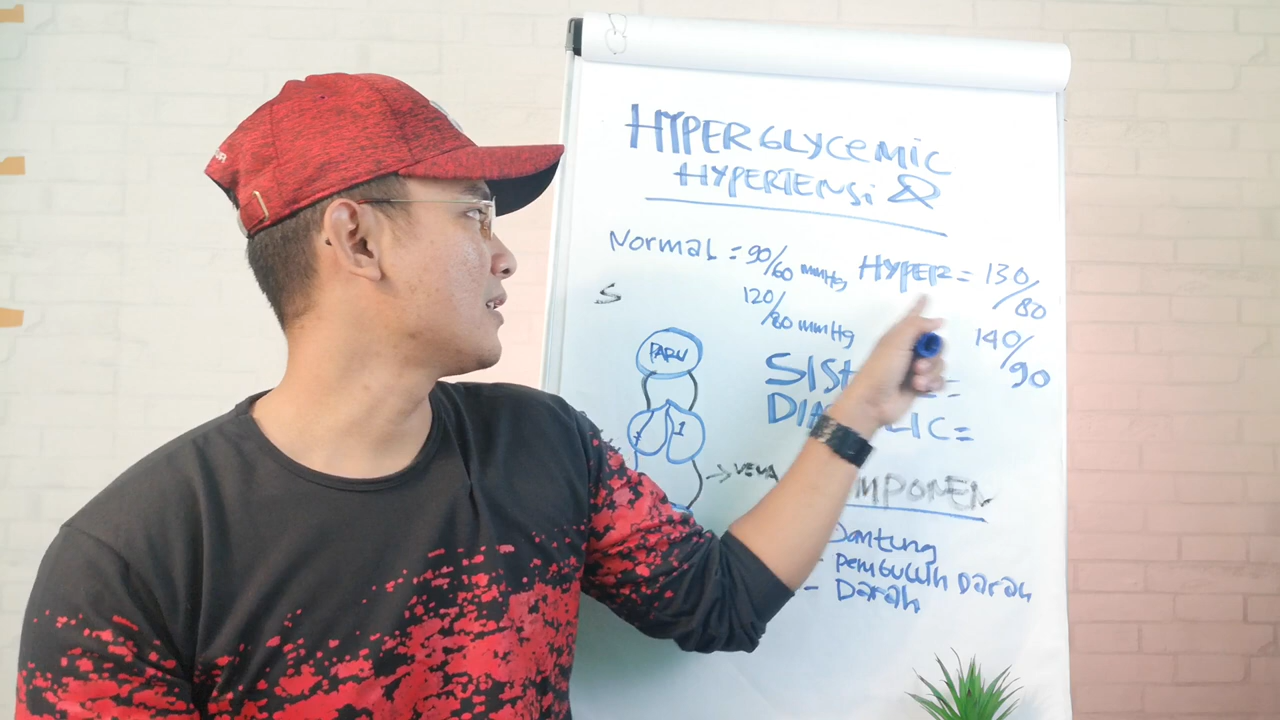 HYPERGLYCEMIC
HYPERTENSI &
Normal = 90/60 mmHg
120/80 mmHg
HYPER = 130/80
140/90
S
PARU
1
DIA LIC =
VENA
MPONEN
Jantung
- Pembuluh Darah
- Darah